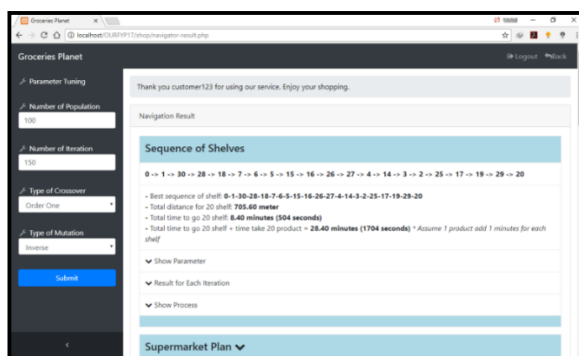 Groceries Planet
localhost/OURFYP17/shop/navigator-result.php
Groceries Planet
Logout
Back
Parameter Tuning
Number of Population
100
Number of Iteration
150
Type of Crossover
Order One
Type of Mutation
Inverse
Submit
Thank you customer123 for using our service. Enjoy your shopping.
Navigation Result
Sequence of Shelves
0 -> 1 -> 30 -> 28 -> 18 -> 7 -> 6 -> 5 -> 15 -> 16 -> 26 -> 27 -> 4 -> 14 -> 3 -> 2 -> 25 -> 17 -> 19 -> 29 -> 20
- Best sequence of shelf: 0-1-30-28-18-7-6-5-15-16-26-27-4-14-3-2-25-17-19-29-20
- Total distance for 20 shelf: 705.60 meter
- Total time to go 20 shelf: 8.40 minutes (504 seconds)
- Total time to go 20 shelf + time take 20 product = 28.40 minutes (1704 seconds) * Assume 1 product add 1 minutes for each
shelf
Show Parameter
Result for Each Iteration
Show Process
Supermarket Plan